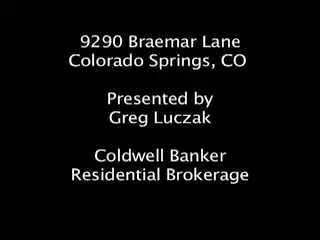 9290 Braemar Lane
Colorado Springs, CO
Presented by
Greg Luczak
Coldwell Banker
Residential Brokerage